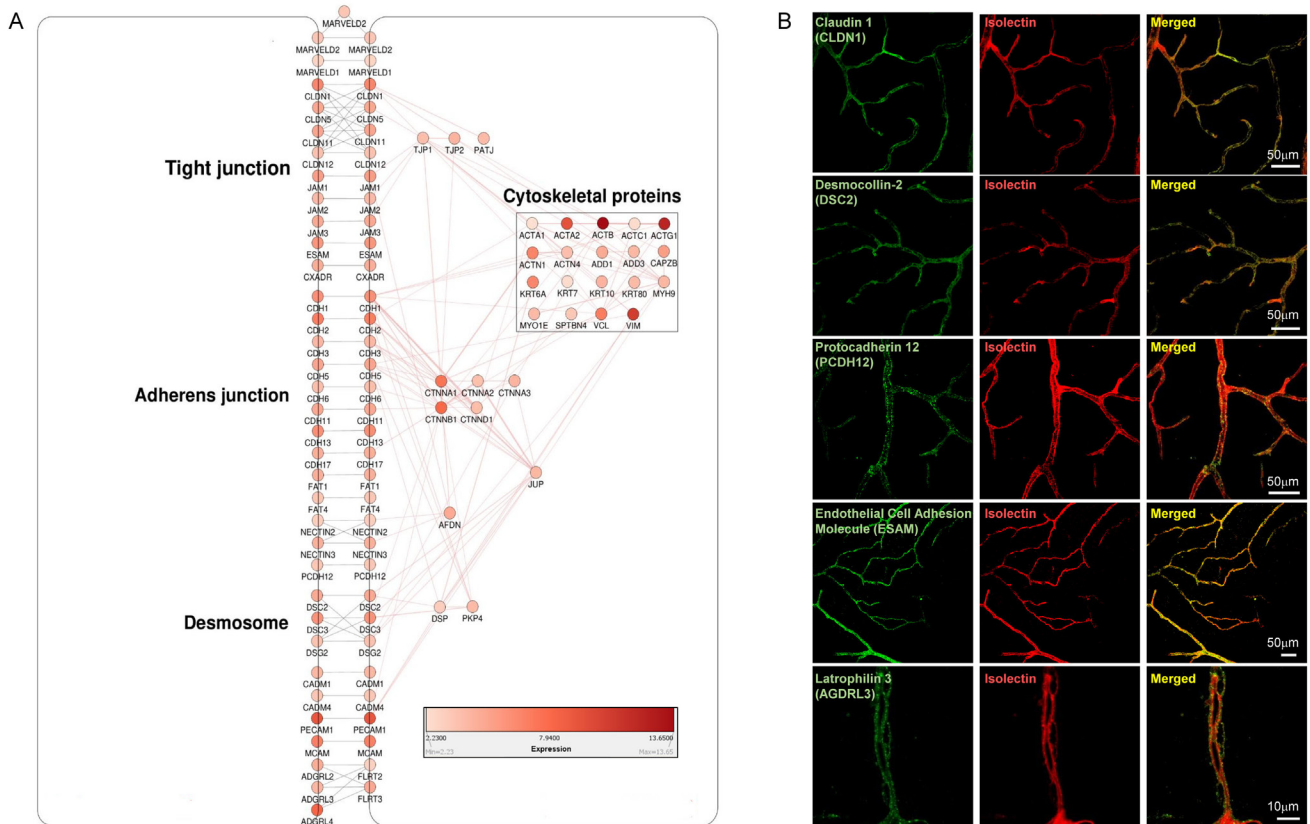 A
MARVELD2
MARVELD2 MARVELD2
MARVELD1 MARVELD1
CLDN1 CLDN1
CLDN5 CLDN5
CLDN11 CLDN11
CLDN12 CLDN12
Tight junction
JAM1 JAM1
JAM2 JAM2
JAM3 JAM3
ESAM ESAM
CXADR CXADR
TJP1 TJP2 PATJ
Cytoskeletal proteins
ACTA1 ACTA2 ACTB ACTC1 ACTG1
ACTN1 ACTN4 ADD1 ADD3 CAPZB
KRT6A KRT7 KRT10 KRT80 MYH9
MYO1E SPTBN4 VCL VIM
CDH1 CDH1
CDH2 CDH2
CDH3 CDH3
CDH5 CDH5
Adherens junction
CDH6 CDH6
CDH11 CDH11
CDH13 CDH13
CDH17 CDH17
FAT1 FAT1
FAT4 FAT4
NECTIN2 NECTIN2
NECTIN3 NECTIN3
PCDH12 PCDH12
CTNNA1 CTNNA2 CTNNA3
CTNNB1 CTNND1
JUP
AFDN
Desmosome
DSC2 DSC2
DSC3 DSC3
DSG2 DSG2
DSP PKP4
CADM1 CADM1
CADM4 CADM4
PECAM1 PECAM1
MCAM MCAM
ADGRL2 FLRT2
ADGRL3 FLRT3
ADGRL4
2.2300 7.9400 13.6500
Min=2.23 Expression Max=13.65
B
Claudin 1
(CLDN1)
Isolectin
Merged
50μm
Desmocollin-2
(DSC2)
Isolectin
Merged
50μm
Protocadherin 12
(PCDH12)
Isolectin
Merged
50μm
Endothelial Cell Adhesion
Molecule (ESAM)
Isolectin
Merged
50μm
Latrophilin 3
(AGDRL3)
Isolectin
Merged
10μm